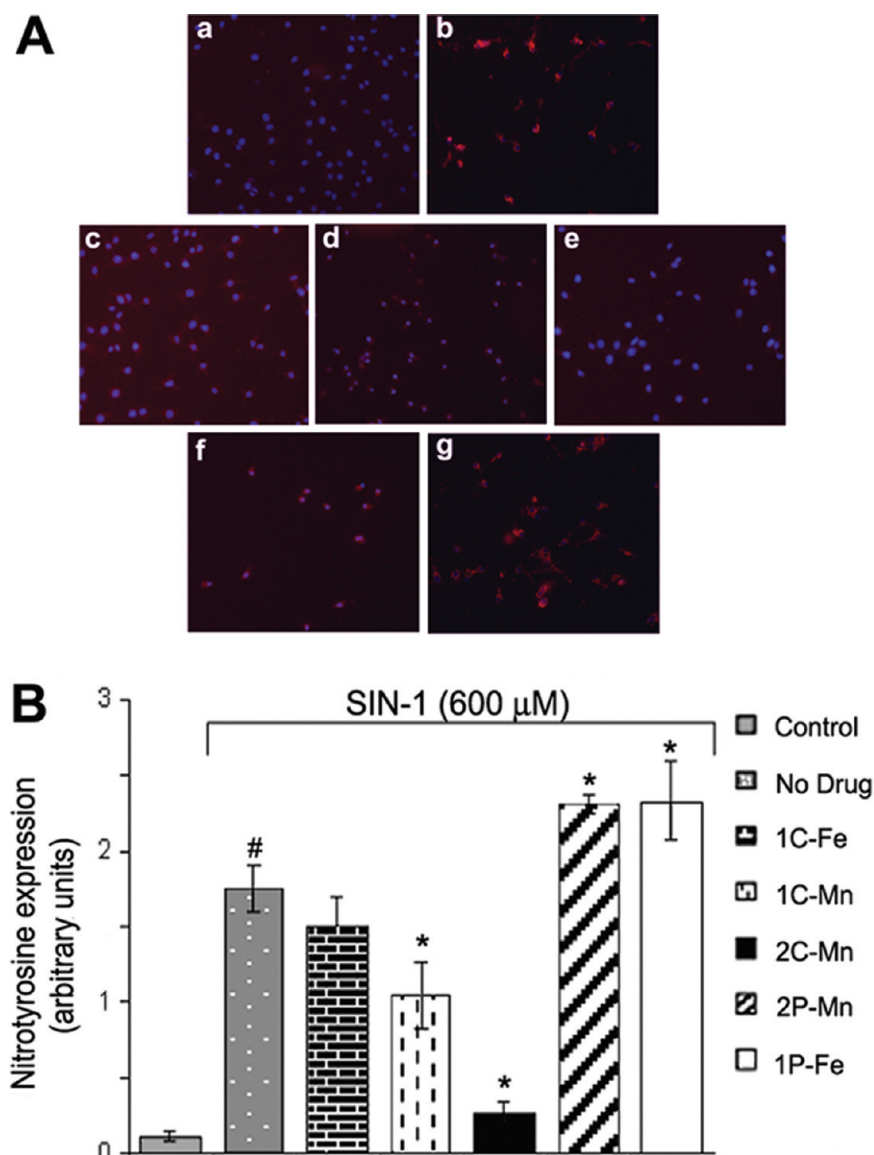 A
a
b
c
d
e
f
g
B
SIN-1 (600 μM)
Nitrotyrosine expression
(arbitrary units)
3
2
1
0
#
*
*
*
*
Control
No Drug
1C-Fe
1C-Mn
2C-Mn
2P-Mn
1P-Fe